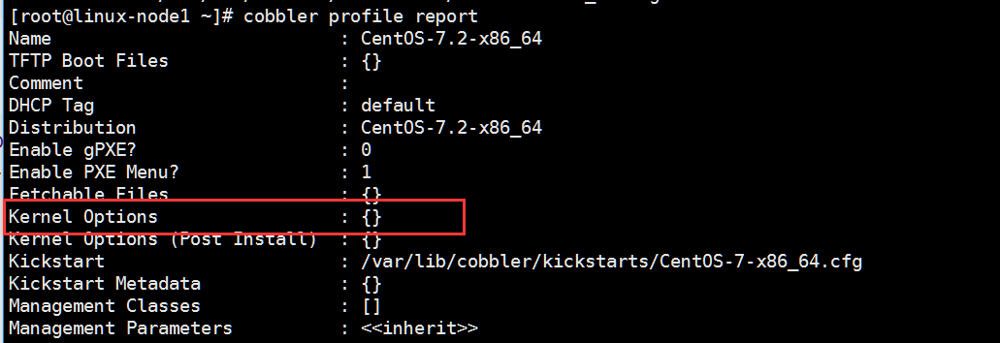 [root@linux-node1 ~]# cobbler profile report
Name : CentOS-7.2-x86_64
TFTP Boot Files : {}
Comment :
DHCP Tag : default
Distribution : CentOS-7.2-x86_64
Enable gPXE? : 0
Enable PXE Menu? : 1
Fetchable Files : {}
Kernel Options : {}
Kernel Options (Post Install) : {}
Kickstart : /var/lib/cobbler/kickstarts/CentOS-7-x86_64.cfg
Kickstart Metadata : {}
Management Classes : []
Management Parameters : <<inherit>>